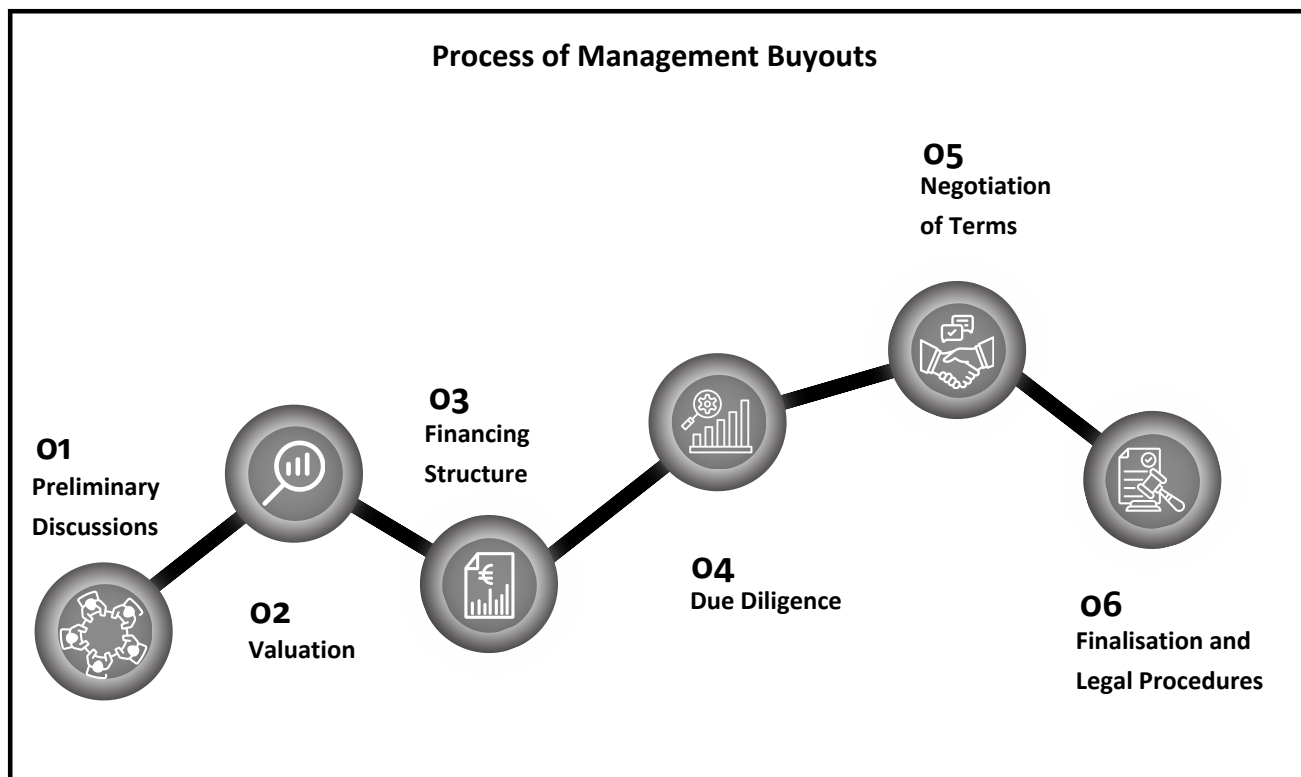 Process of Management Buyouts
01
Preliminary
Discussions
02
Valuation
03
Financing
Structure
€
04
Due Diligence
05
Negotiation
of Terms
06
Finalisation and
Legal Procedures